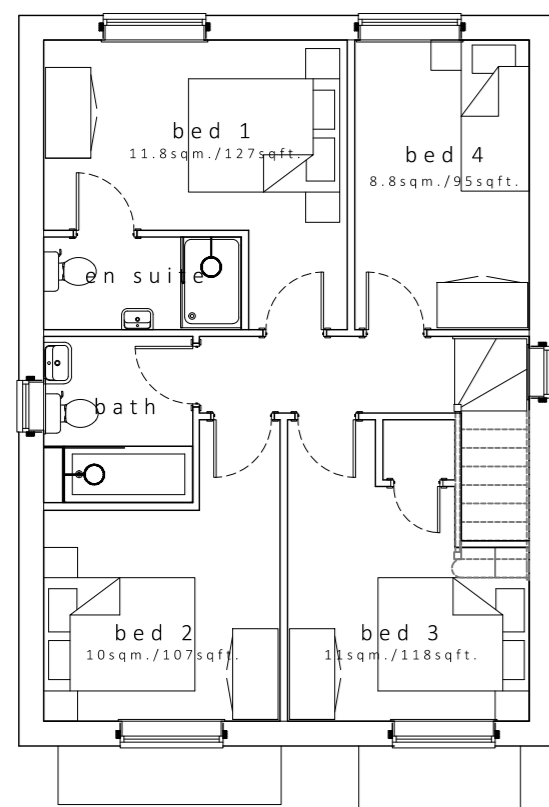 bed 1
11.8sqm./127sqft.
bed 4
8.8sqm./95sqft.
en suite
bath
bed 2
10sqm./107sqft.
bed 3
11sqm./118sqft.